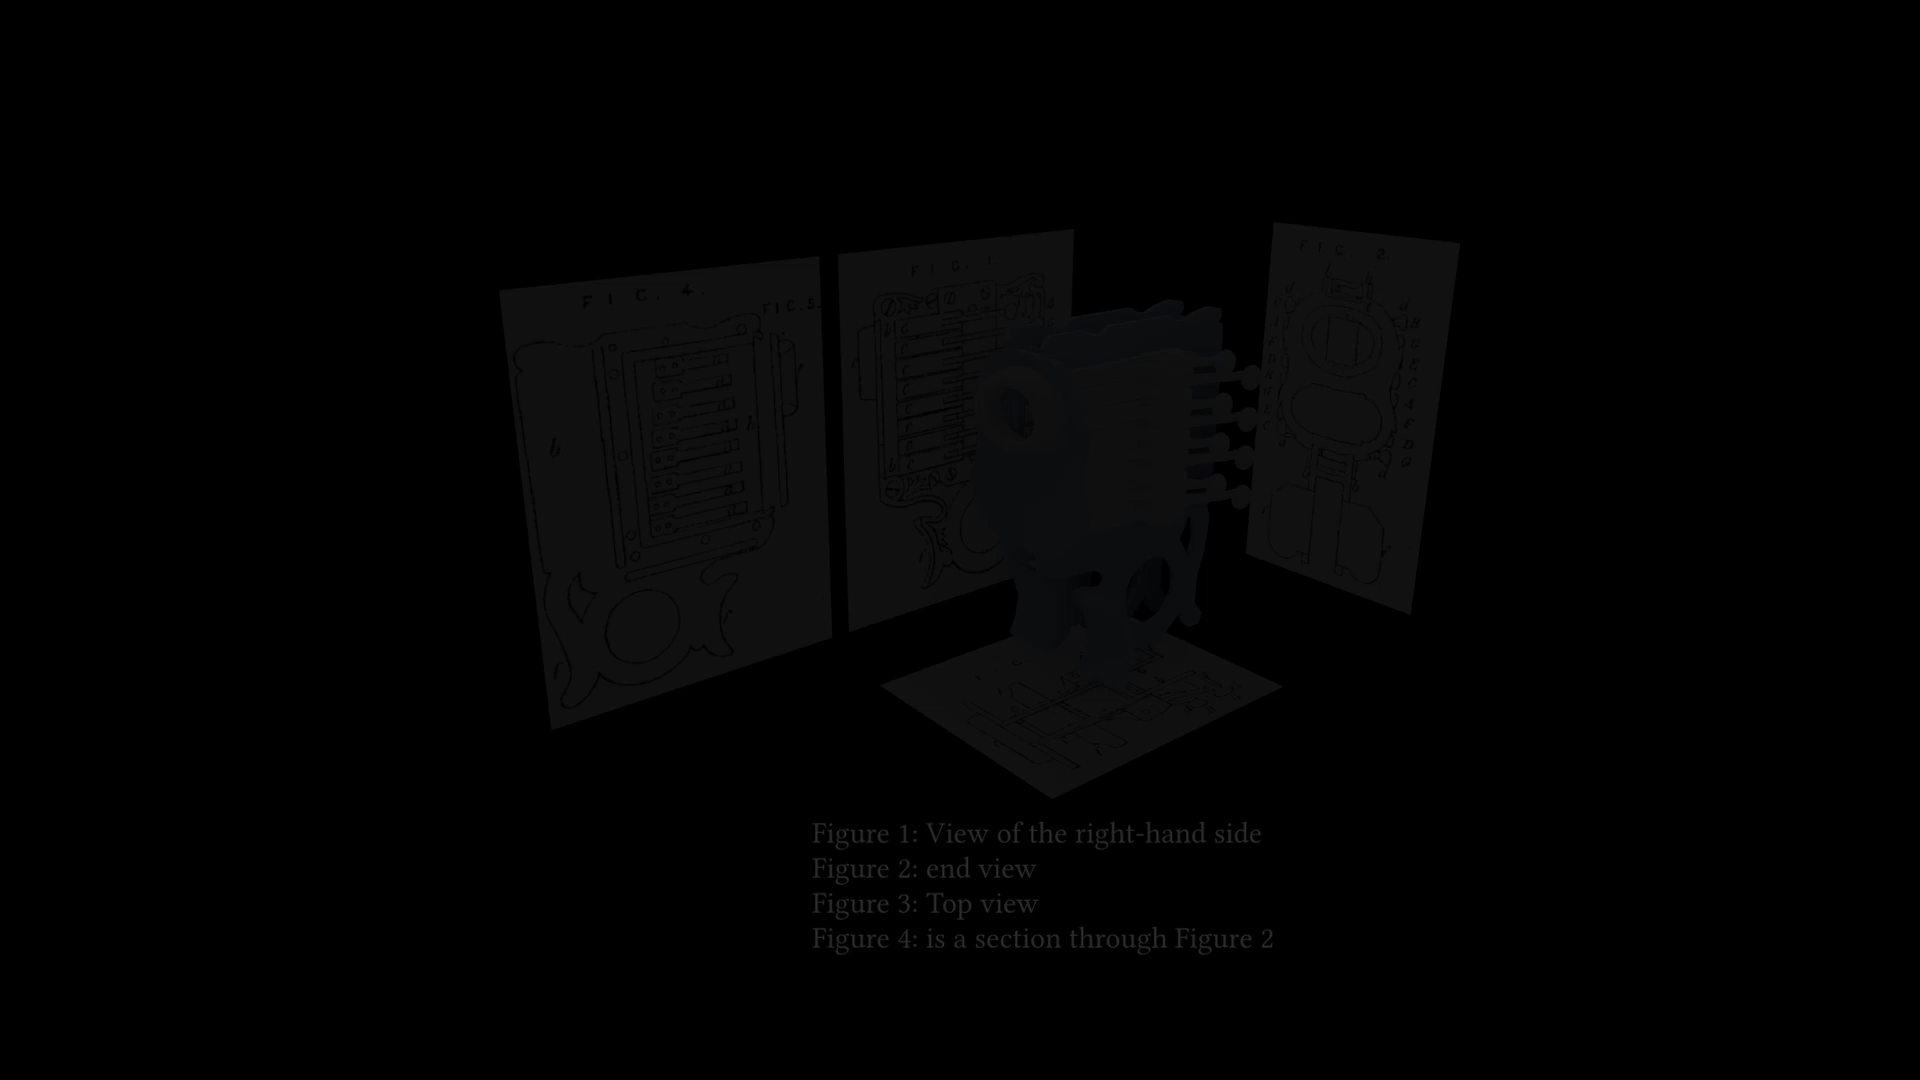 FIG. 4.
FIG.5.
FIG. 1.
FIG 2.
b
Figure 1: View of the right-hand side
Figure 2: end view
Figure 3: Top view
Figure 4: is a section through Figure 2